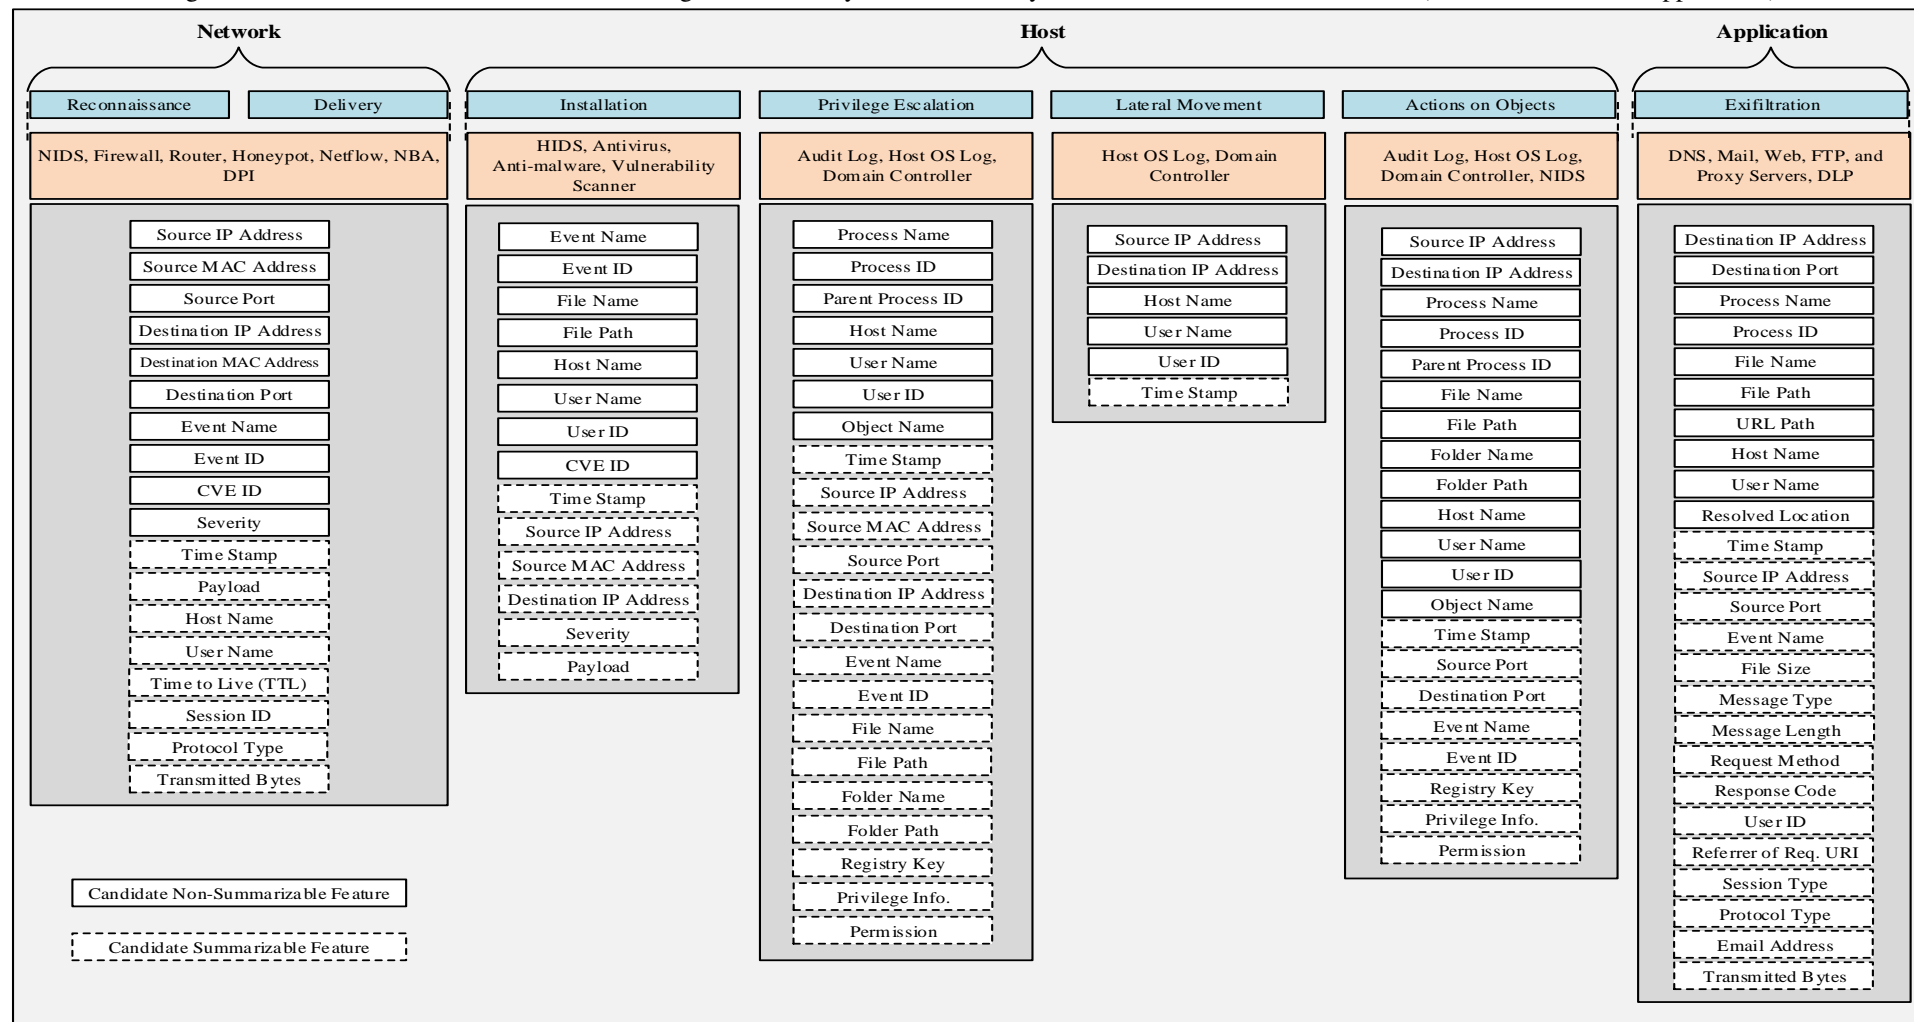 Network
Host
Application
Reconnaissance
Delivery
Installation
Privilege Escalation
Lateral Movement
Actions on Objects
Exifiltration
NIDS, Firewall, Router, Honeypot, Netflow, NBA,
DPI
HIDS, Antivirus,
Anti-malware, Vulnerability
Scanner
Audit Log, Host OS Log,
Domain Controller
Host OS Log, Domain
Controller
Audit Log, Host OS Log,
Domain Controller, NIDS
DNS, Mail, Web, FTP, and
Proxy Servers, DLP
Source IP Address
Source MAC Address
Source Port
Destination IP Address
Destination MAC Address
Destination Port
Event Name
Event ID
CVE ID
Severity
Time Stamp
Payload
Host Name
User Name
Time to Live (TTL)
Session ID
Protocol Type
Transmitted Bytes
Event Name
Event ID
File Name
File Path
Host Name
User Name
User ID
CVE ID
Time Stamp
Source IP Address
Source MAC Address
Destination IP Address
Severity
Payload
Process Name
Process ID
Parent Process ID
Host Name
User Name
User ID
Object Name
Time Stamp
Source IP Address
Source MAC Address
Source Port
Destination IP Address
Destination Port
Event Name
Event ID
File Name
File Path
Folder Name
Folder Path
Registry Key
Privilege Info.
Permission
Source IP Address
Destination IP Address
Host Name
User Name
User ID
Time Stamp
Source IP Address
Destination IP Address
Process Name
Process ID
Parent Process ID
File Name
File Path
Folder Name
Folder Path
Host Name
User Name
User ID
Object Name
Time Stamp
Source Port
Destination Port
Event Name
Event ID
Registry Key
Privilege Info.
Permission
Destination IP Address
Destination Port
Process Name
Process ID
File Name
File Path
URL Path
Host Name
User Name
Resolved Location
Time Stamp
Source IP Address
Source Port
Event Name
File Size
Message Type
Message Length
Request Method
Response Code
User ID
Referrer of Req. URI
Session Type
Protocol Type
Email Address
Transmitted Bytes
Candidate Non-Summarizable Feature
Candidate Summarizable Feature